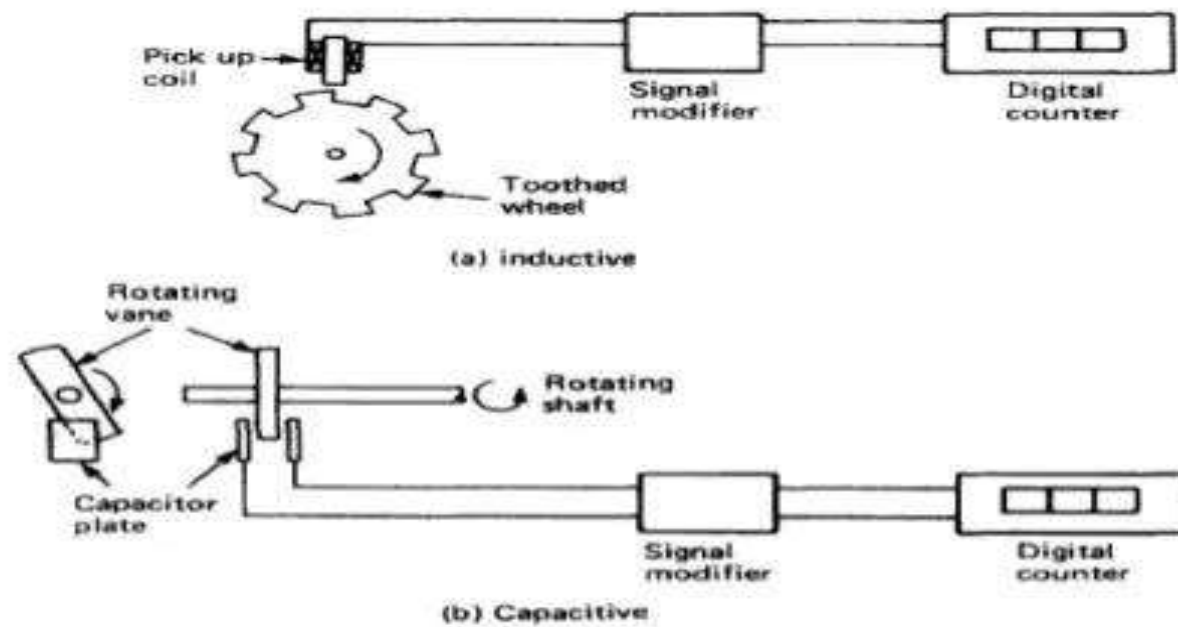 Pick up
coil
Signal
modifier
Digital
counter
Toothed
wheel
(a) inductive
Rotating
vane
Rotating
shaft
Capacitor
plate
Signal
modifier
Digital
counter
(b) Capacitive